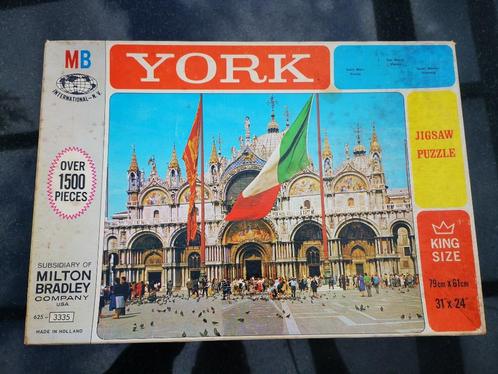 MB
INTERNATIONAL - N.V.
OVER
1500
PIECES
SUBSIDIARY OF
MILTON
BRADLEY
COMPANY
USA
625 - 3335
MADE IN HOLLAND
YORK
JIGSAW
PUZZLE
KING
SIZE
79cm x 61cm
31" x 24"